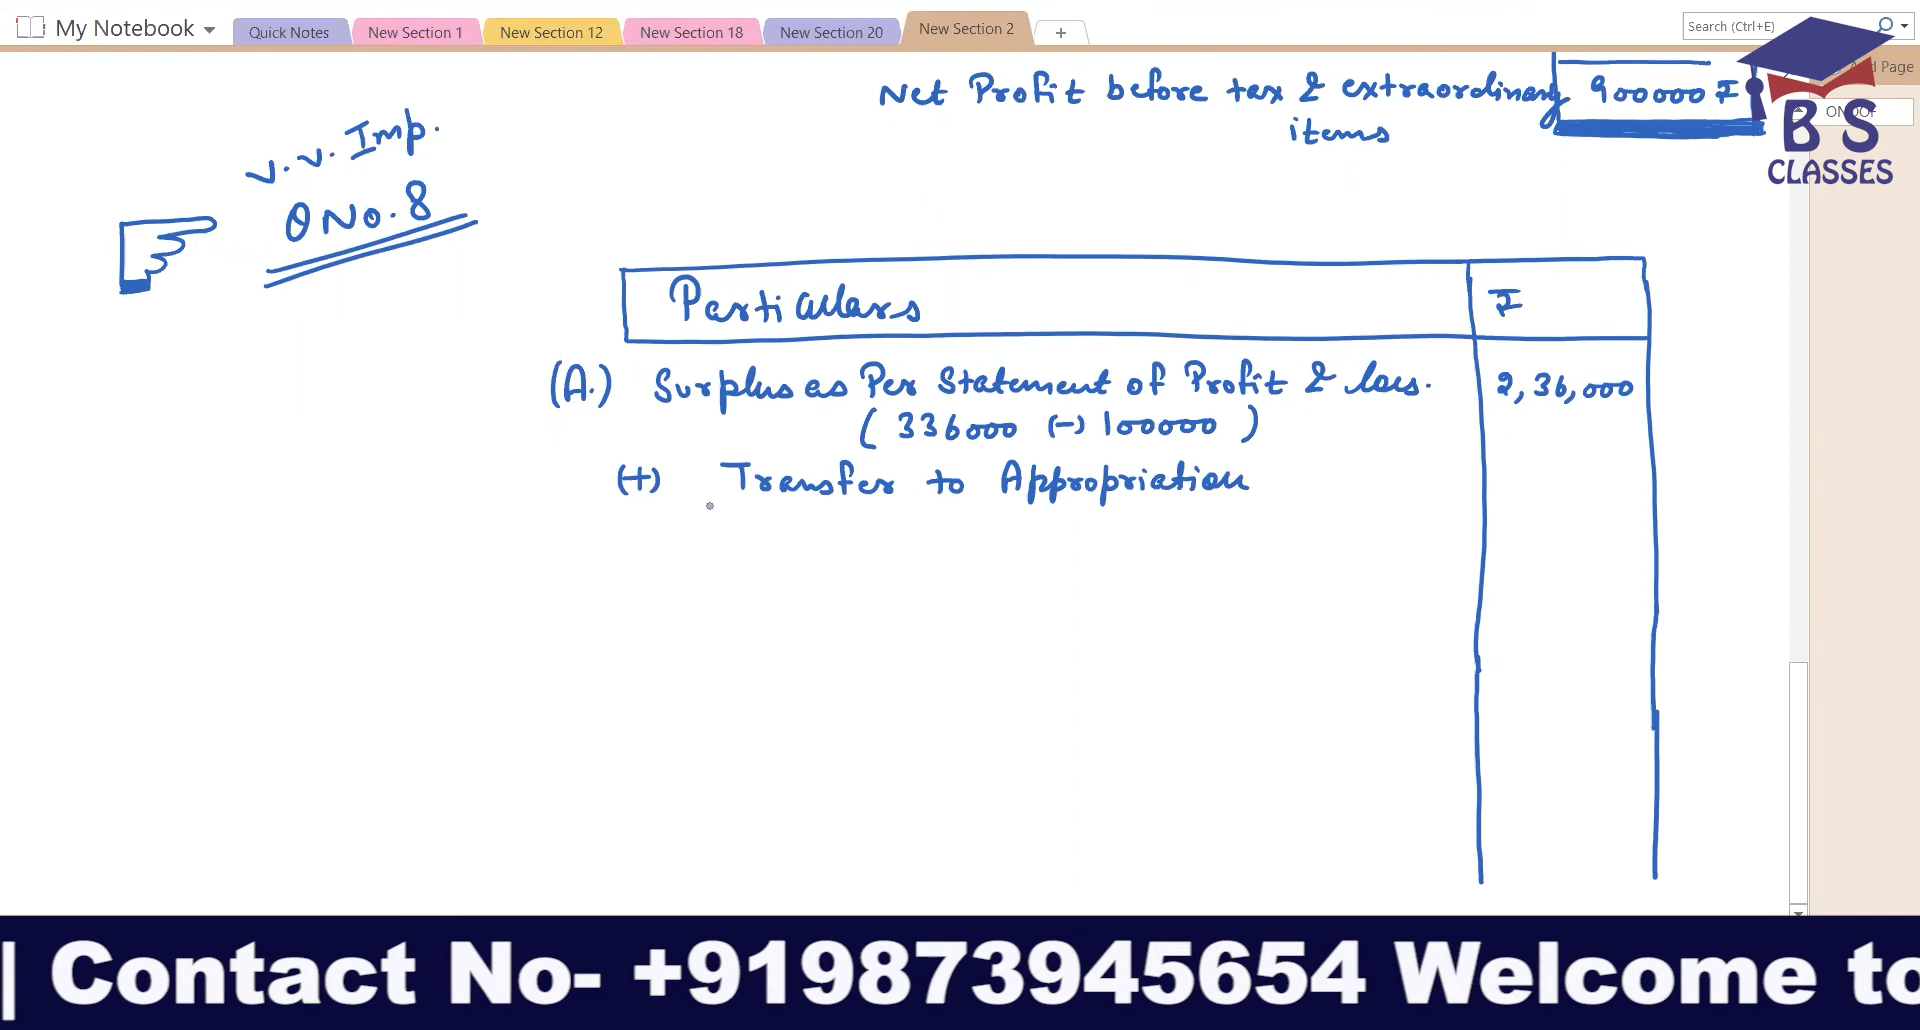 My Notebook
Quick Notes
New Section 1
New Section 12
New Section 18
New Section 20
New Section 2
+
Search (Ctrl+E)
Page
B S
CLASSES
Net Profit before tax & extraordinary items 900000 ₹
V.V. Imp.
Q No. 8
Particulars ₹
(A.) Surplus as Per Statement of Profit & loss. 2,36,000
(336000 (-) 100000)
(+) Transfer to Appropriation
| Contact No- +919873945654 Welcome to